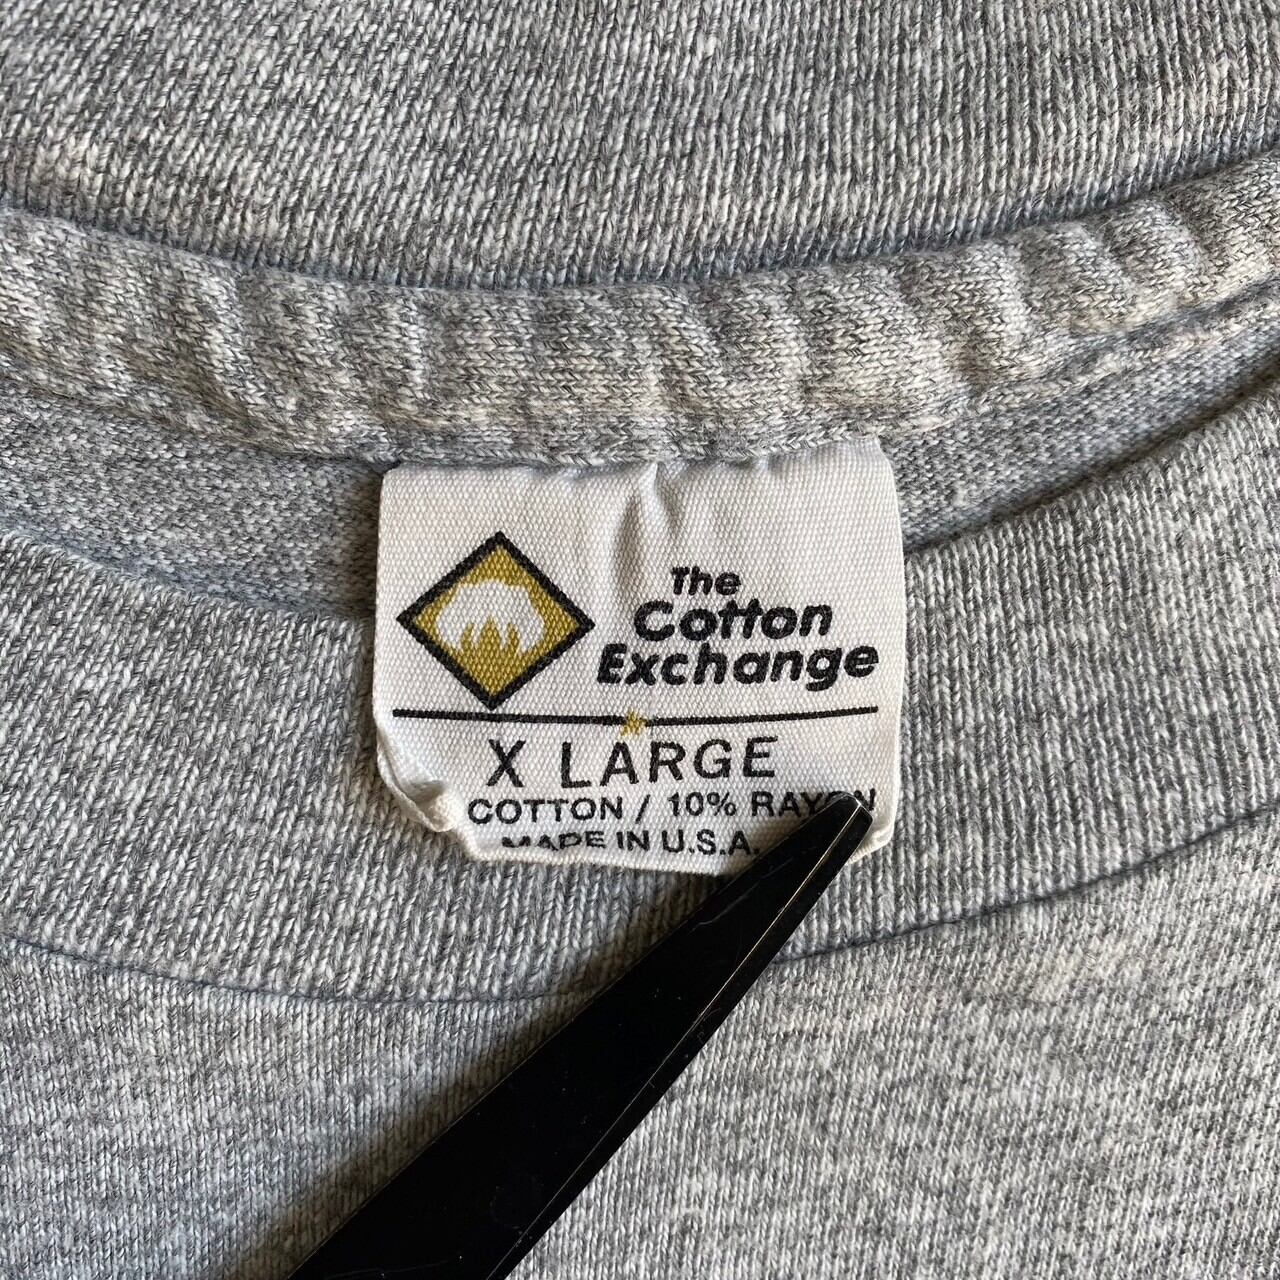 The
Cotton
Exchange
X LARGE
COTTON / 10% RAYON
MADE IN U.S.A.